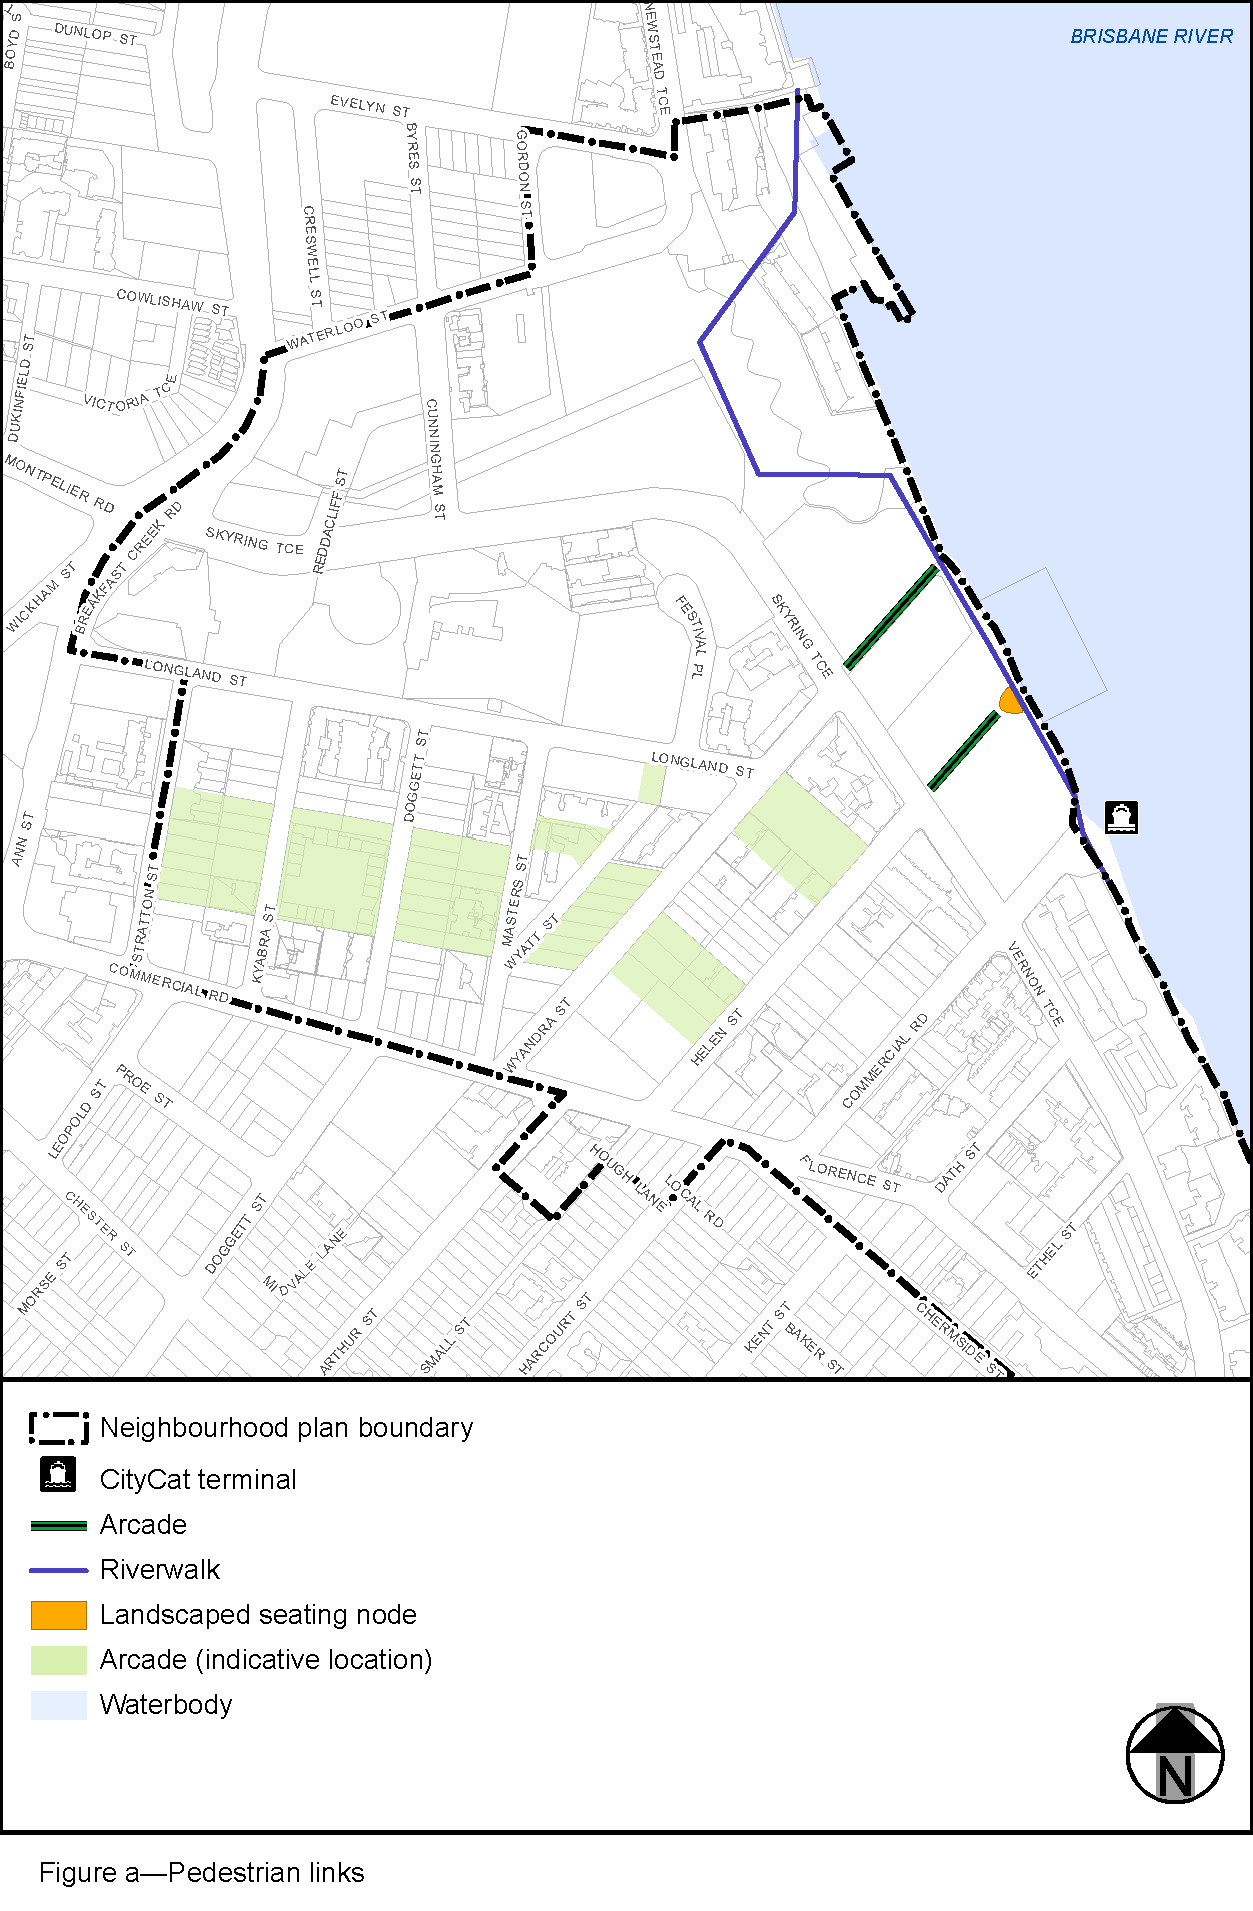 BRISBANE RIVER
BOYD S
DUNLOP ST
NEWSTEAD TCE
EVELYN ST
BYRES ST
GORDON ST
CRESWELL ST
COWLISHAW ST
WATERLOO ST
DUKINFIELD ST
VICTORIA TCE
CUNNINGHAM ST
MONTPELIER RD
REDDACLIFF ST
BREAKFAST CREEK RD
SKYRING TCE
WICKHAM ST
FESTIVAL PL
SKYRING TCE
LONGLAND ST
LONGLAND ST
DOGGETT ST
ANN ST
STRATTON ST
KYABRA ST
MASTERS ST
WYATT ST
COMMERCIAL RD
WYANDRA ST
HELEN ST
VERNON TCE
COMMERCIAL RD
PROE ST
LEOPOLD ST
HOUGH LANE
LOCAL RD
FLORENCE ST
DATH ST
CHESTER ST
DOGGETT ST
MIDVALE LANE
ETHEL ST
MORSE ST
ARTHUR ST
SMALL ST
HARCOURT ST
KENT ST
BAKER ST
CHERMSIDE ST
Neighbourhood plan boundary
CityCat terminal
Arcade
Riverwalk
Landscaped seating node
Arcade (indicative location)
Waterbody
N
Figure a—Pedestrian links